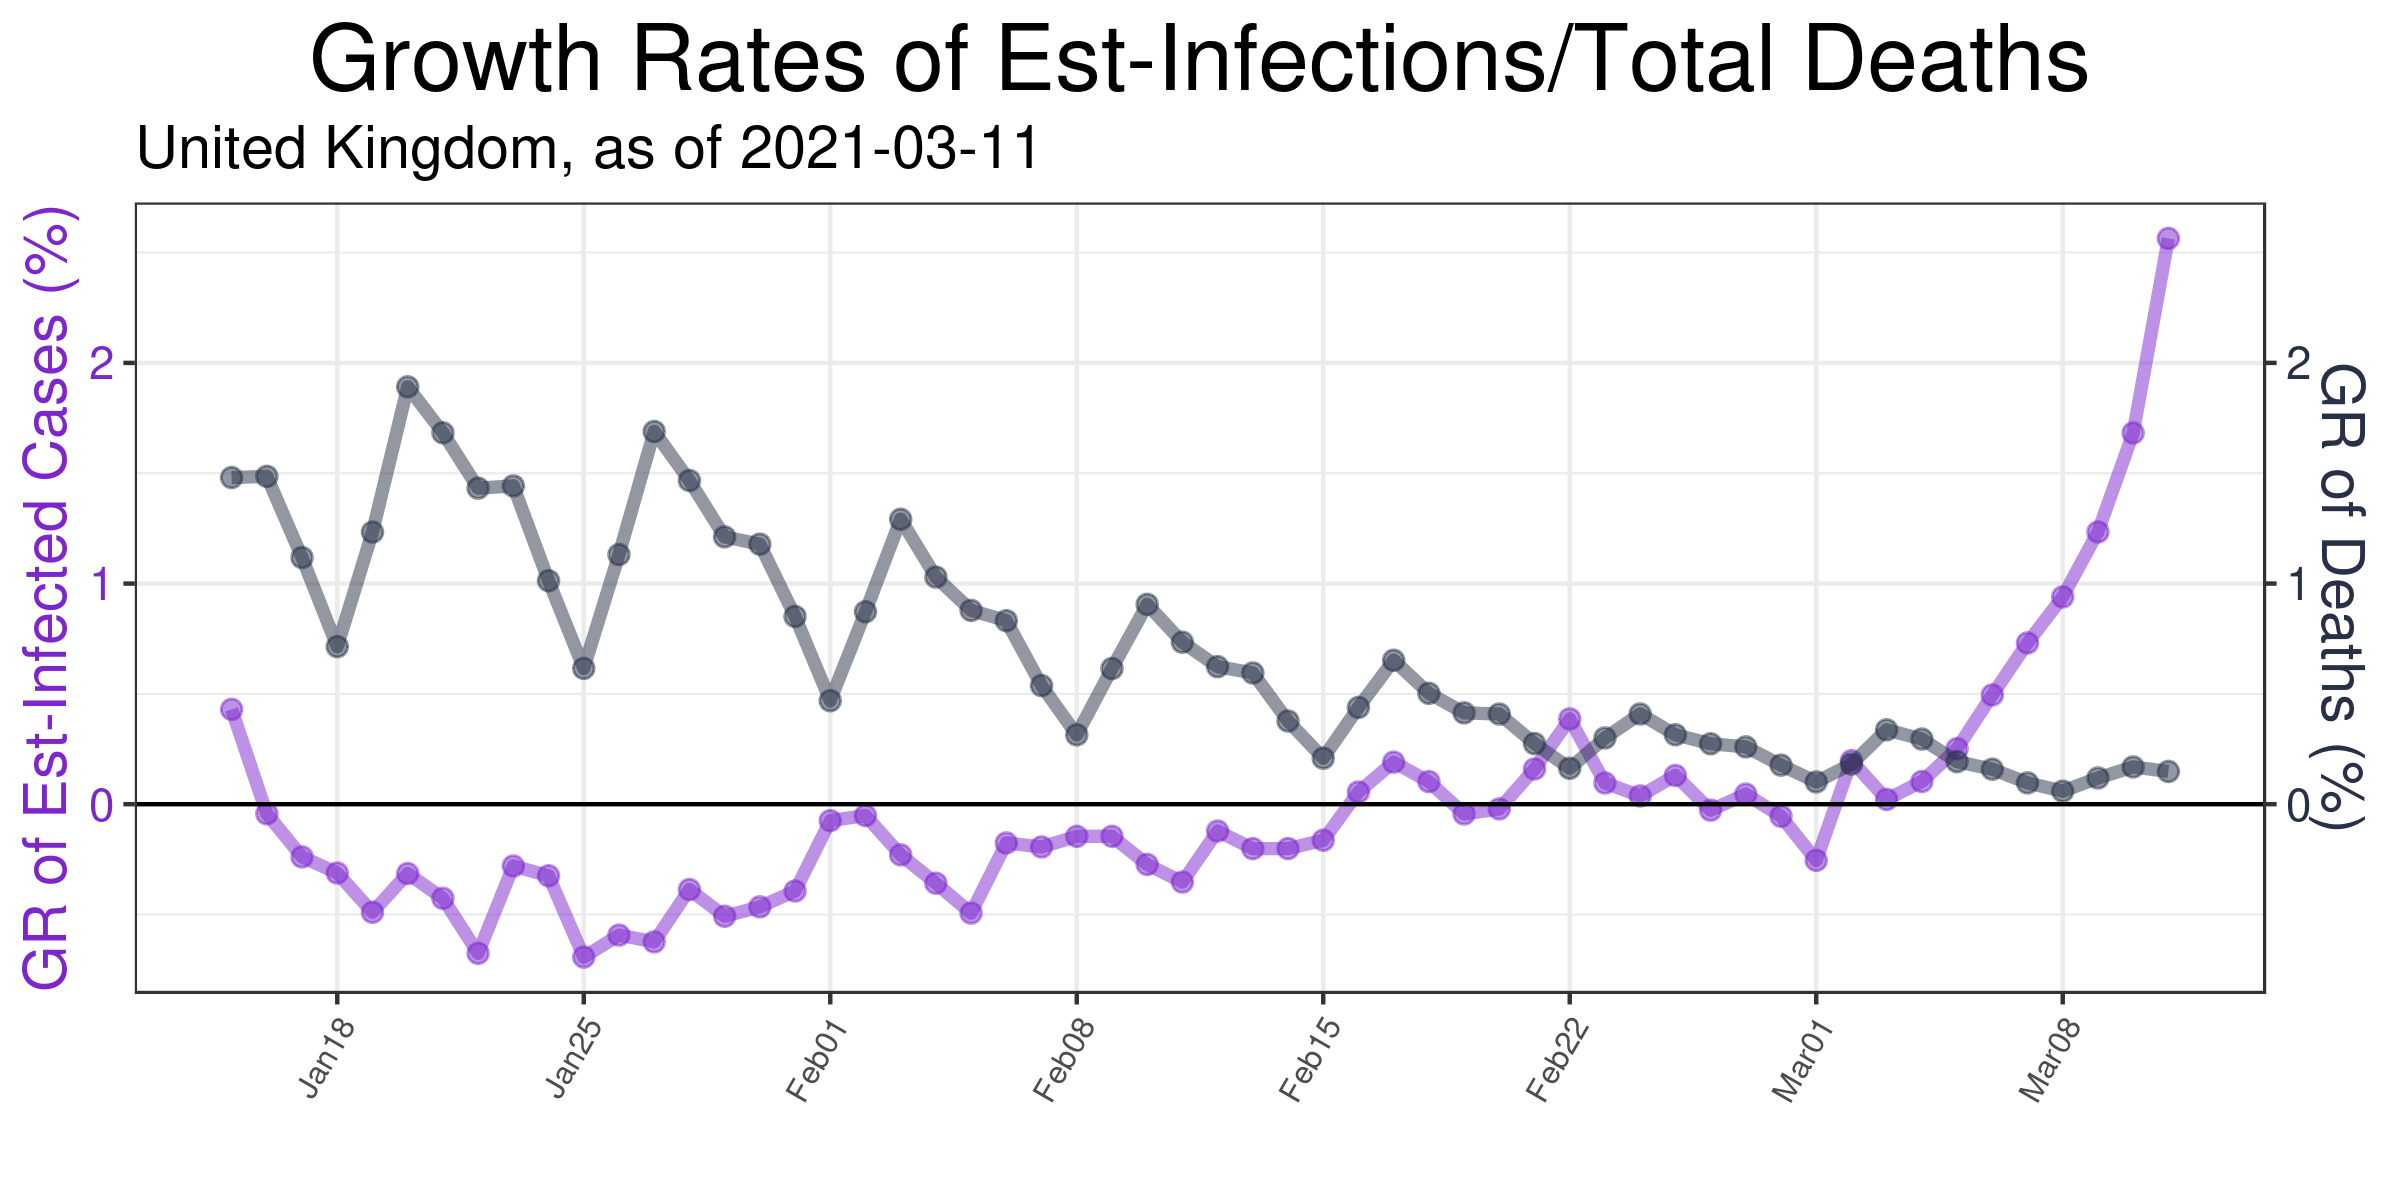 Growth Rates of Est-Infections/Total Deaths
United Kingdom, as of 2021-03-11
GR of Est-Infected Cases (%)
2
1
0
2
1
0
GR of Deaths (%)
Jan18
Jan25
Feb01
Feb08
Feb15
Feb22
Mar01
Mar08